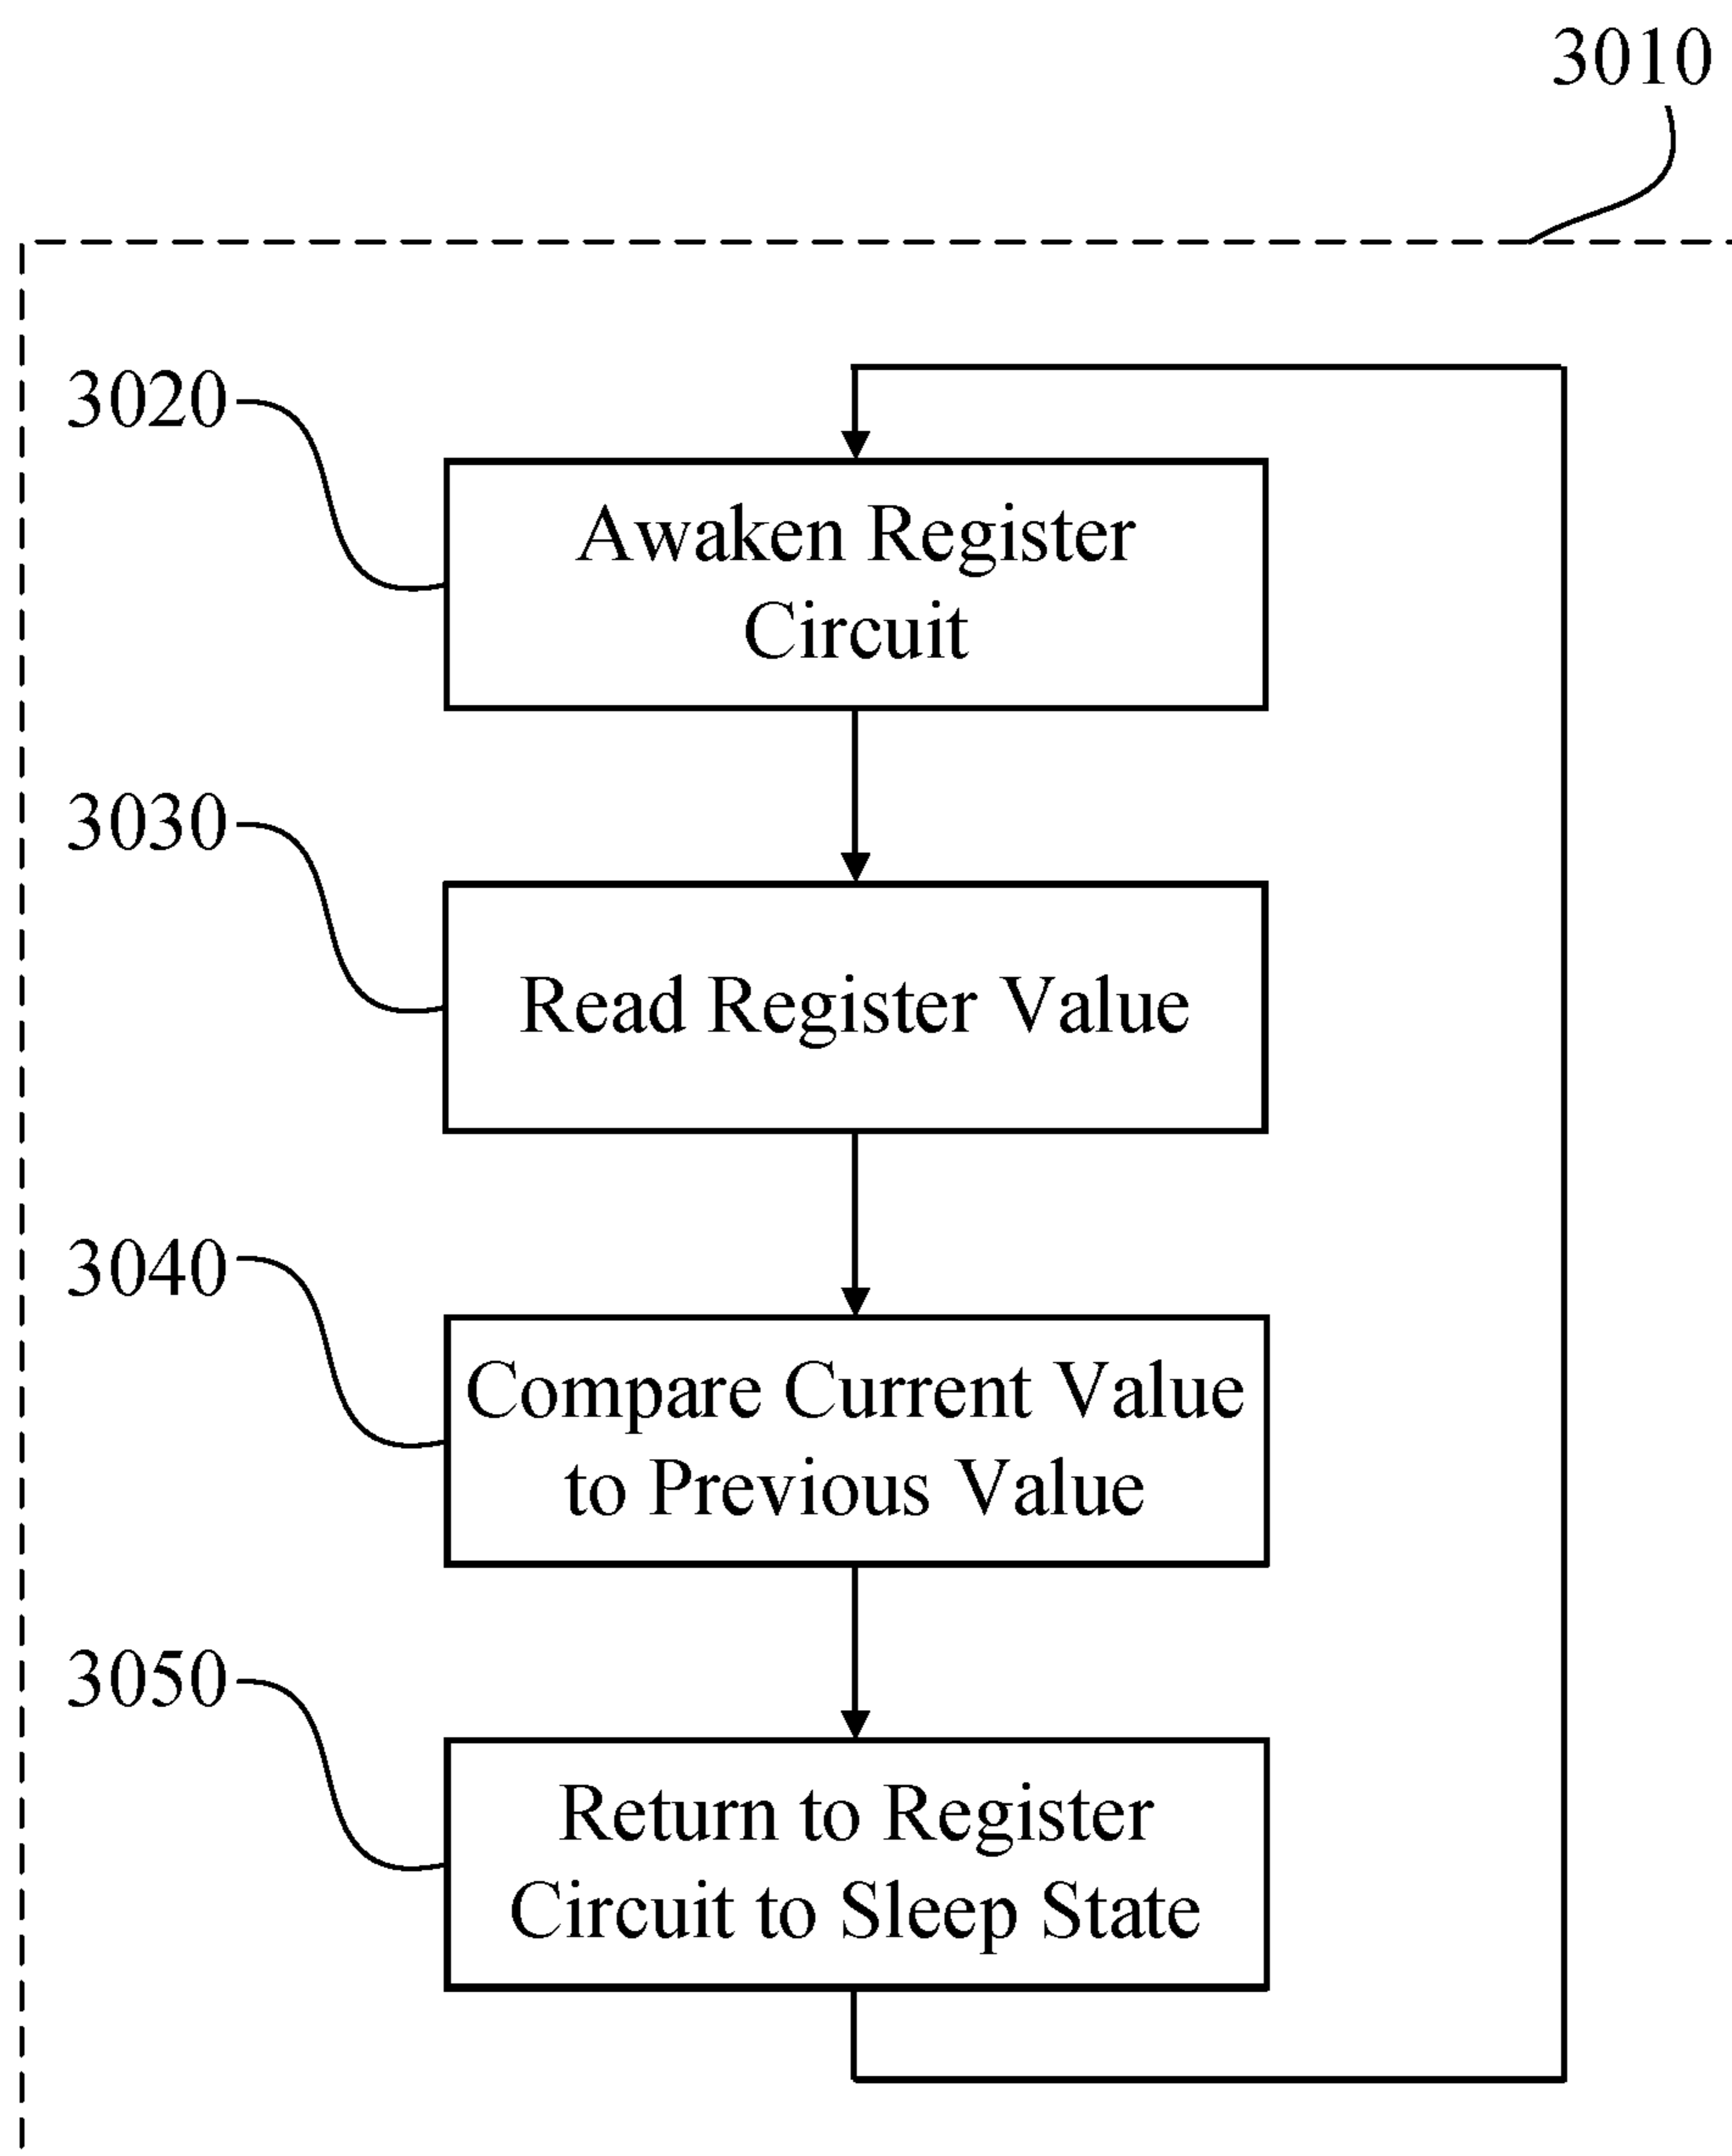 3010
3020
Awaken Register
Circuit
3030
Read Register Value
3040
Compare Current Value
to Previous Value
3050
Return to Register
Circuit to Sleep State